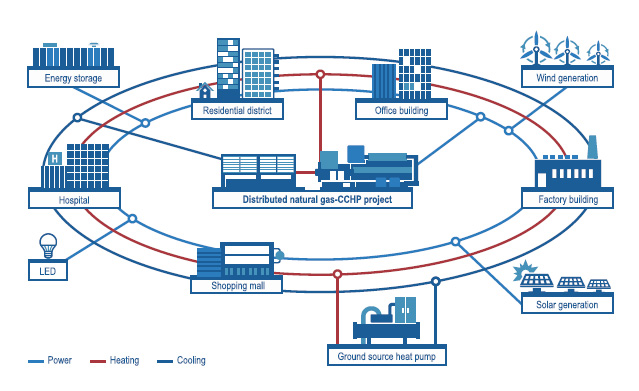 Energy storage
Residential district
Office building
Wind generation
H
Hospital
Distributed natural gas-CCHP project
Factory building
LED
Shopping mall
Solar generation
Ground source heat pump
Power
Heating
Cooling